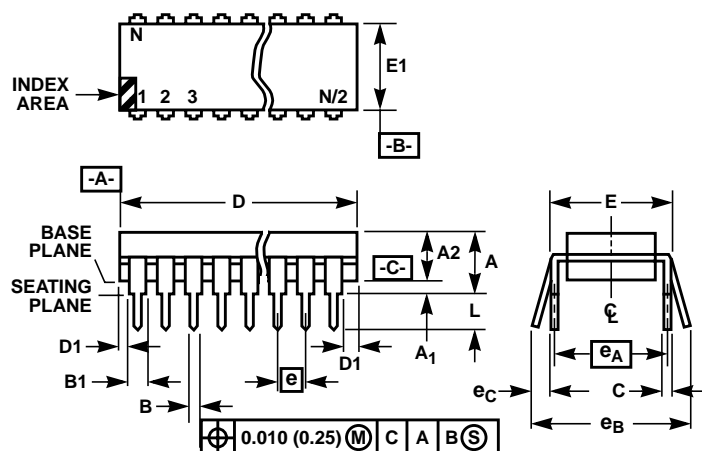 N
INDEX
AREA
1 2 3 N/2
E1
-B-
-A-
D
E
BASE
PLANE
-C-
A2
A
SEATING
PLANE
L
C
L
D1
B1
B
e
A1
D1
eA
eC
C
eB
0.010 (0.25) M C A B S